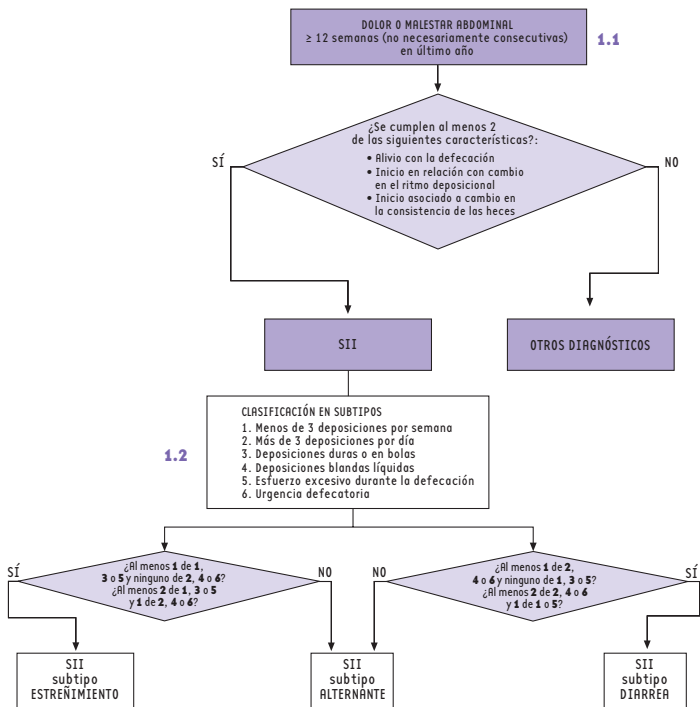 DOLOR O MALESTAR ABDOMINAL
≥ 12 semanas (no necesariamente consecutivas)
en último año
1.1
¿Se cumplen al menos 2
de las siguientes características?:
• Alivio con la defecación
• Inicio en relación con cambio
en el ritmo deposicional
• Inicio asociado a cambio en
la consistencia de las heces
SÍ
NO
SII
OTROS DIAGNÓSTICOS
1.2
CLASIFICACIÓN EN SUBTIPOS
1. Menos de 3 deposiciones por semana
2. Más de 3 deposiciones por día
3. Deposiciones duras o en bolas
4. Deposiciones blandas líquidas
5. Esfuerzo excesivo durante la defecación
6. Urgencia defecatoria
SÍ
¿Al menos 1 de 1,
3 o 5 y ninguno de 2, 4 o 6?
¿Al menos 2 de 1, 3 o 5
y 1 de 2, 4 o 6?
NO
NO
¿Al menos 1 de 2,
4 o 6 y ninguno de 1, 3 o 5?
¿Al menos 2 de 2, 4 o 6
y 1 de 1 o 5?
SÍ
SII
subtipo
ESTREÑIMIENTO
SII
subtipo
ALTERNANTE
SII
subtipo
DIARREA